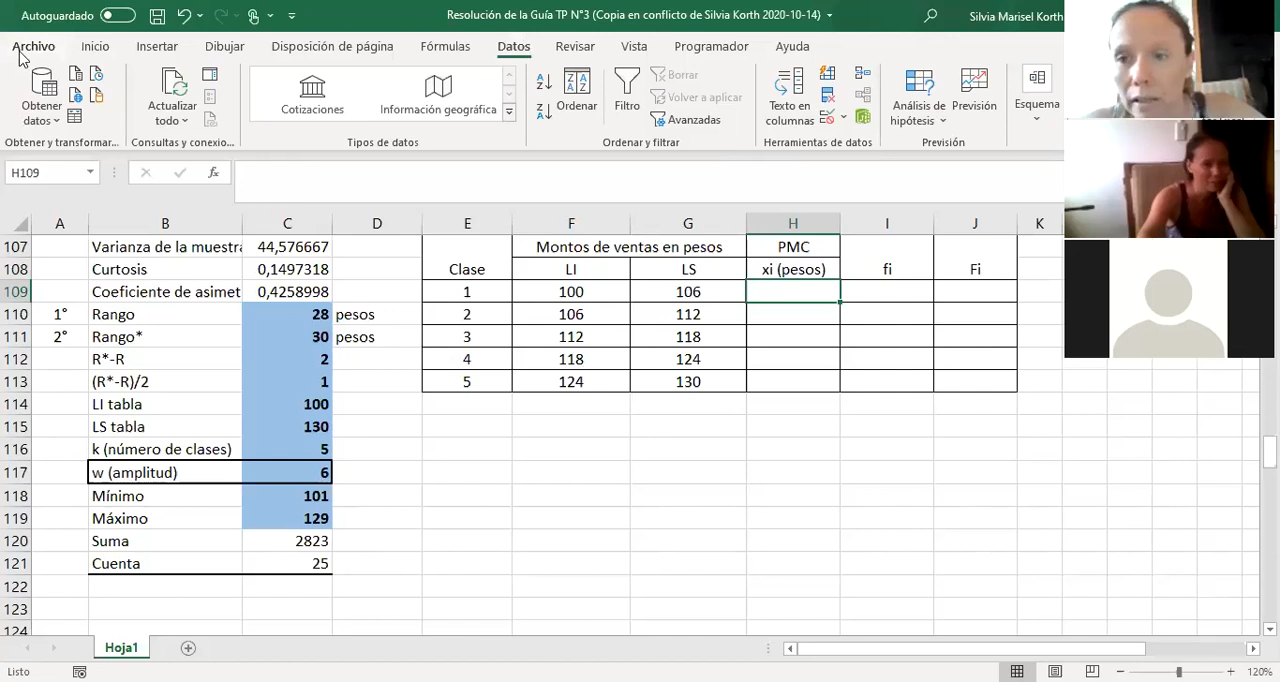 Autoguardado
Resolución de la Guía TP N°3 (Copia en conflicto de Silvia Korth 2020-10-14)
Silvia Marisel Korth
Archivo Inicio Insertar Dibujar Disposición de página Fórmulas Datos Revisar Vista Programador Ayuda
Obtener datos
Actualizar todo
Cotizaciones
Información geográfica
Ordenar
Filtro
Borrar
Volver a aplicar
Avanzadas
Texto en columnas
Análisis de hipótesis
Previsión
Esquema
Obtener y transformar...
Consultas y conexio...
Tipos de datos
Ordenar y filtrar
Herramientas de datos
Previsión
H109
fx
A B C D E F G H I J K
107 Varianza de la muestra 44,576667 Montos de ventas en pesos PMC
108 Curtosis 0,1497318 Clase LI LS xi (pesos) fi Fi
109 Coeficiente de asimet 0,4258998 1 100 106
110 1° Rango 28 pesos 2 106 112
111 2° Rango* 30 pesos 3 112 118
112 R*-R 2 4 118 124
113 (R*-R)/2 1 5 124 130
114 LI tabla 100
115 LS tabla 130
116 k (número de clases) 5
117 w (amplitud) 6
118 Mínimo 101
119 Máximo 129
120 Suma 2823
121 Cuenta 25
122
123
124
Hoja1
Listo
120%